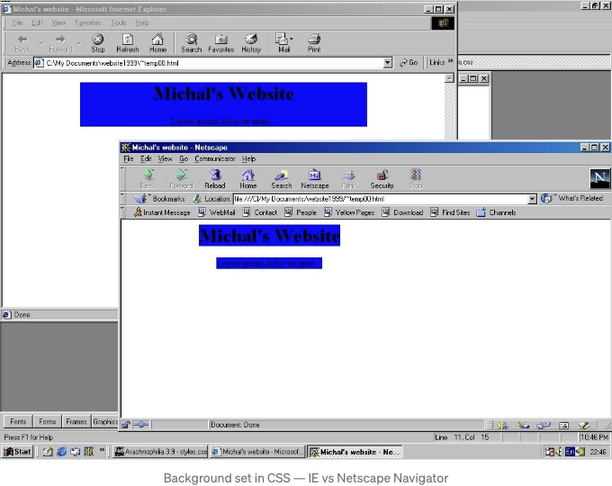 Michal's website - Microsoft Internet Explorer
File Edit View Favorites Tools Help
Back Forward Stop Refresh Home Search Favorites History Mail Print
Address C:\My Documents\website1999\~temp00.html Go Links »
s.css
Michal's Website
Lorem ipsum dolor sit amet
Michal's website - Netscape
File Edit View Go Communicator Help
Back Forward Reload Home Search Netscape Print Security Stop
N
Bookmarks Location: file:///C|/My Documents/website1999/~temp00.html What's Related
Instant Message WebMail Contact People Yellow Pages Download Find Sites Channels
Michal's Website
Lorem ipsum dolor sit amet
Done
Document: Done
Fonts Forms Frames Graphics
Press F1 for Help
Line 11, Col 15 10:46 PM
Start Arachnophilia 3.9 - styles.css Michal's website - Microsof... Michal's website - Ne... En 22:46
Background set in CSS — IE vs Netscape Navigator